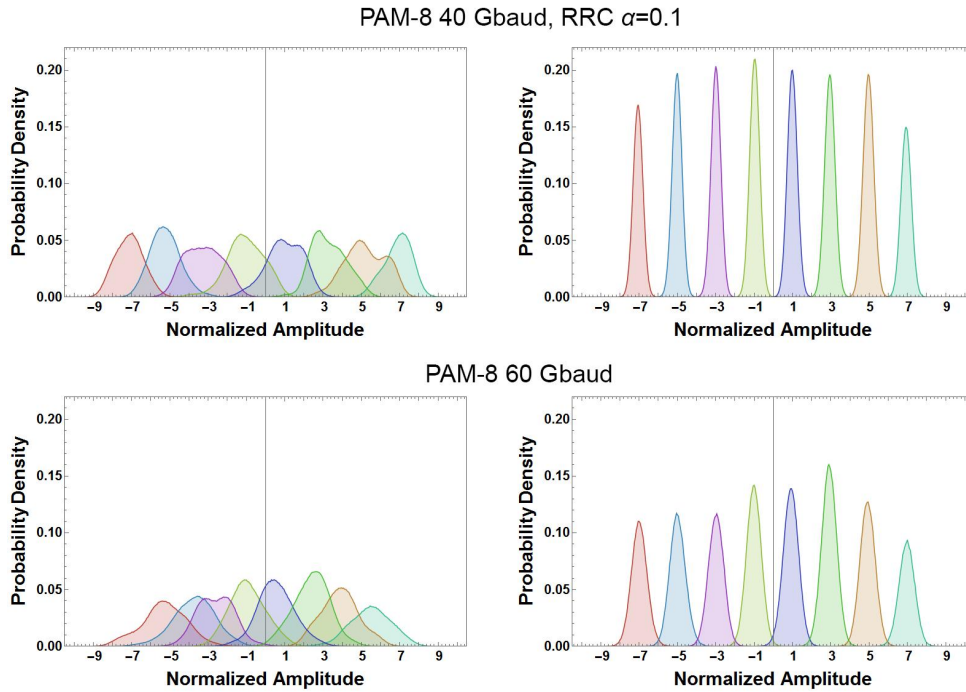 PAM-8 40 Gbaud, RRC α=0.1
Probability Density
0.20
0.15
0.10
0.05
0.00
−9 −7 −5 −3 −1 1 3 5 7 9
Normalized Amplitude
Probability Density
0.20
0.15
0.10
0.05
0.00
−9 −7 −5 −3 −1 1 3 5 7 9
Normalized Amplitude
PAM-8 60 Gbaud
Probability Density
0.20
0.15
0.10
0.05
0.00
−9 −7 −5 −3 −1 1 3 5 7 9
Normalized Amplitude
Probability Density
0.20
0.15
0.10
0.05
0.00
−9 −7 −5 −3 −1 1 3 5 7 9
Normalized Amplitude